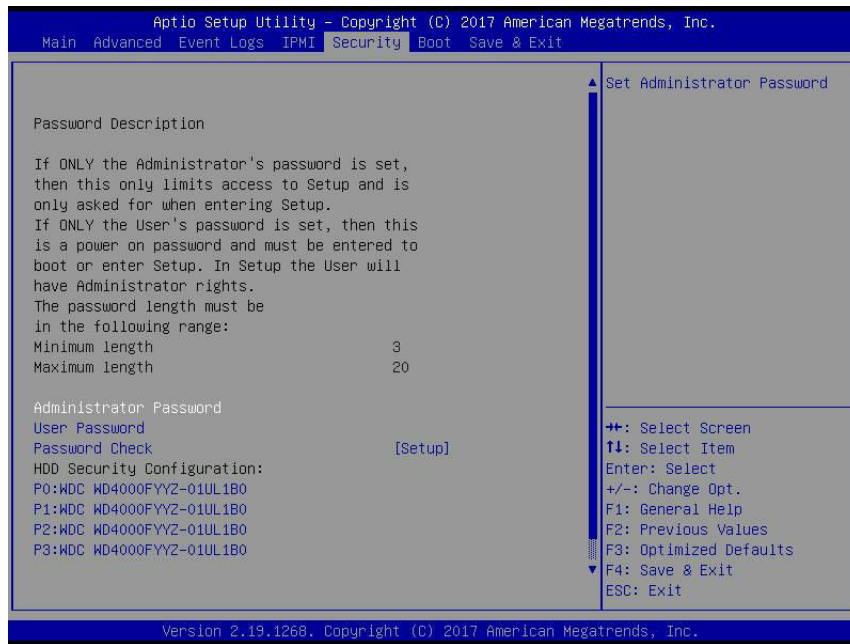 Aptio Setup Utility – Copyright (C) 2017 American Megatrends, Inc.
Main Advanced Event Logs IPMI Security Boot Save & Exit
Password Description
If ONLY the Administrator's password is set,
then this only limits access to Setup and is
only asked for when entering Setup.
If ONLY the User's password is set, then this
is a power on password and must be entered to
boot or enter Setup. In Setup the User will
have Administrator rights.
The password length must be
in the following range:
Minimum length 3
Maximum length 20
Administrator Password
User Password
Password Check [Setup]
HDD Security Configuration:
P0:WDC WD4000FYYZ-01UL1B0
P1:WDC WD4000FYYZ-01UL1B0
P2:WDC WD4000FYYZ-01UL1B0
P3:WDC WD4000FYYZ-01UL1B0
Set Administrator Password
→←: Select Screen
↑↓: Select Item
Enter: Select
+/-: Change Opt.
F1: General Help
F2: Previous Values
F3: Optimized Defaults
F4: Save & Exit
ESC: Exit
Version 2.19.1268. Copyright (C) 2017 American Megatrends, Inc.